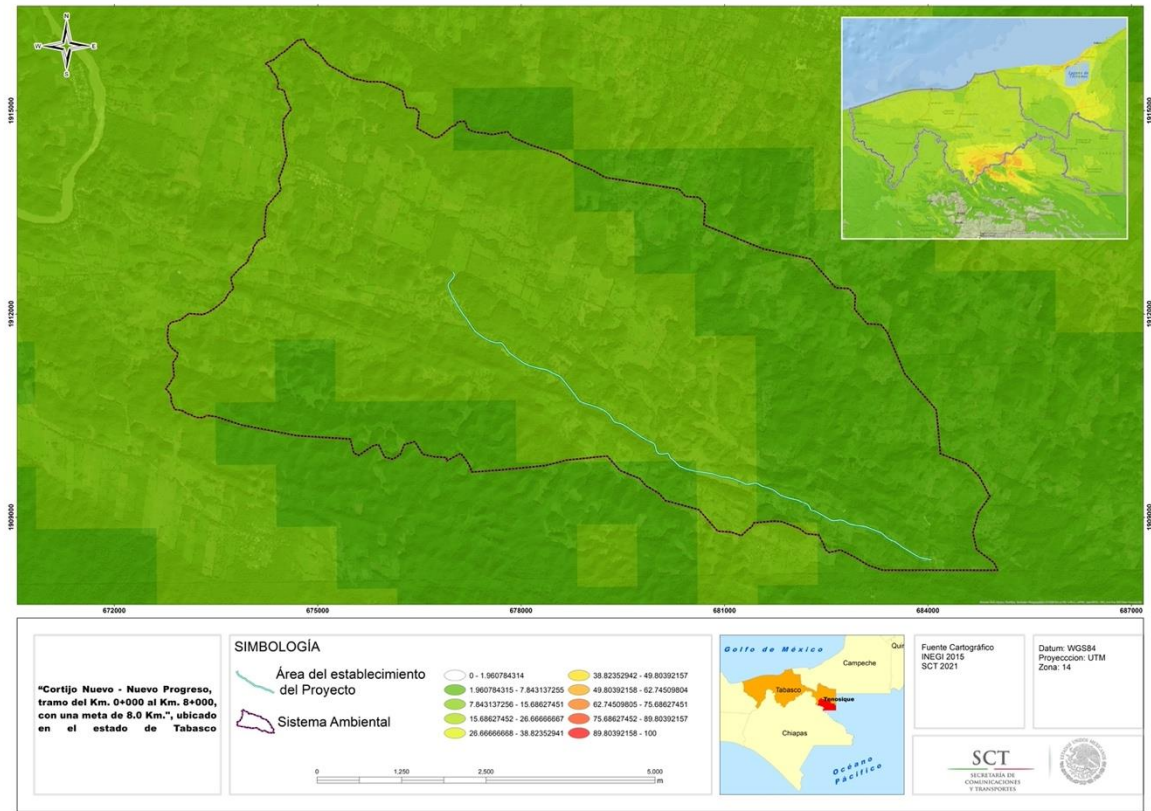 N
W E
S
1915000
1915000
1912000
1912000
1909000
1909000
672000 675000 678000 681000 684000 687000
"Cortijo Nuevo - Nuevo Progreso,
tramo del Km. 0+000 al Km. 8+000,
con una meta de 8.0 Km.", ubicado
en el estado de Tabasco
SIMBOLOGÍA
Área del establecimiento
del Proyecto
Sistema Ambiental
0 - 1.960784314
1.960784315 - 7.843137255
7.843137256 - 15.68627451
15.68627452 - 26.66666667
26.66666668 - 38.82352941
38.82352942 - 49.80392157
49.80392158 - 62.74509804
62.74509805 - 75.68627451
75.68627452 - 89.80392157
89.80392158 - 100
0 1,250 2,500 5,000
m
Golfo de México
Campeche
Quin
Tabasco
Tenosique
Chiapas
Océano
Pacífico
Fuente Cartográfico
INEGI 2015
SCT 2021
Datum: WGS84
Proyecccion: UTM
Zona: 14
SCT
SECRETARÍA DE
COMUNICACIONES
Y TRANSPORTES